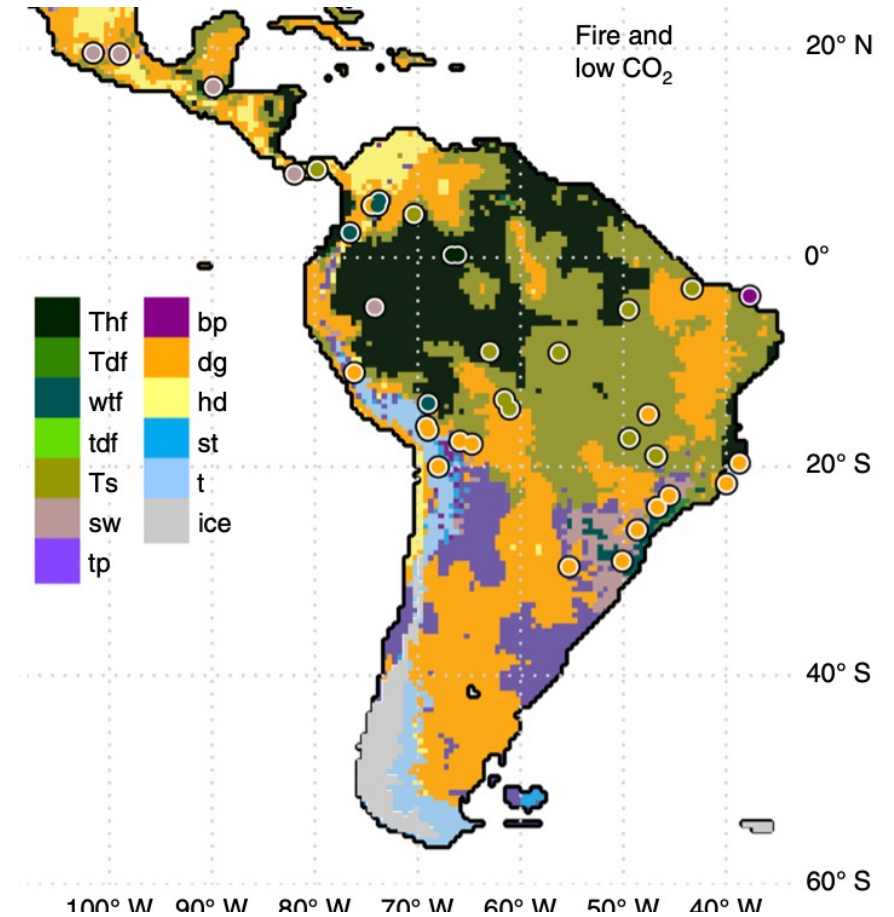 Fire and
low CO₂
20° N
0°
20° S
40° S
60° S
Thf
Tdf
wtf
tdf
Ts
sw
tp
bp
dg
hd
st
t
ice
100° W 90° W 80° W 70° W 60° W 50° W 40° W